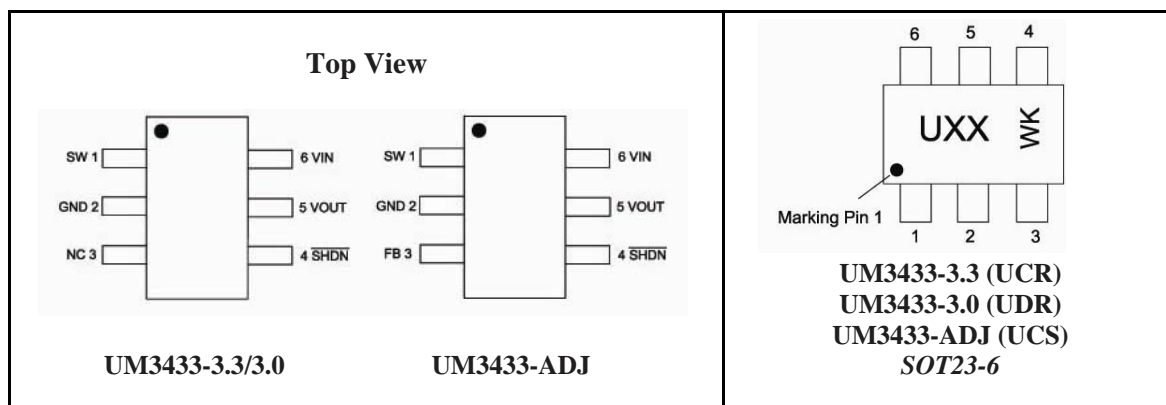 Top View
SW 1
6 VIN
GND 2
5 VOUT
NC 3
4 SHDN
UM3433-3.3/3.0
SW 1
6 VIN
GND 2
5 VOUT
FB 3
4 SHDN
UM3433-ADJ
6 5 4
UXX
WK
Marking Pin 1
1 2 3
UM3433-3.3 (UCR)
UM3433-3.0 (UDR)
UM3433-ADJ (UCS)
SOT23-6